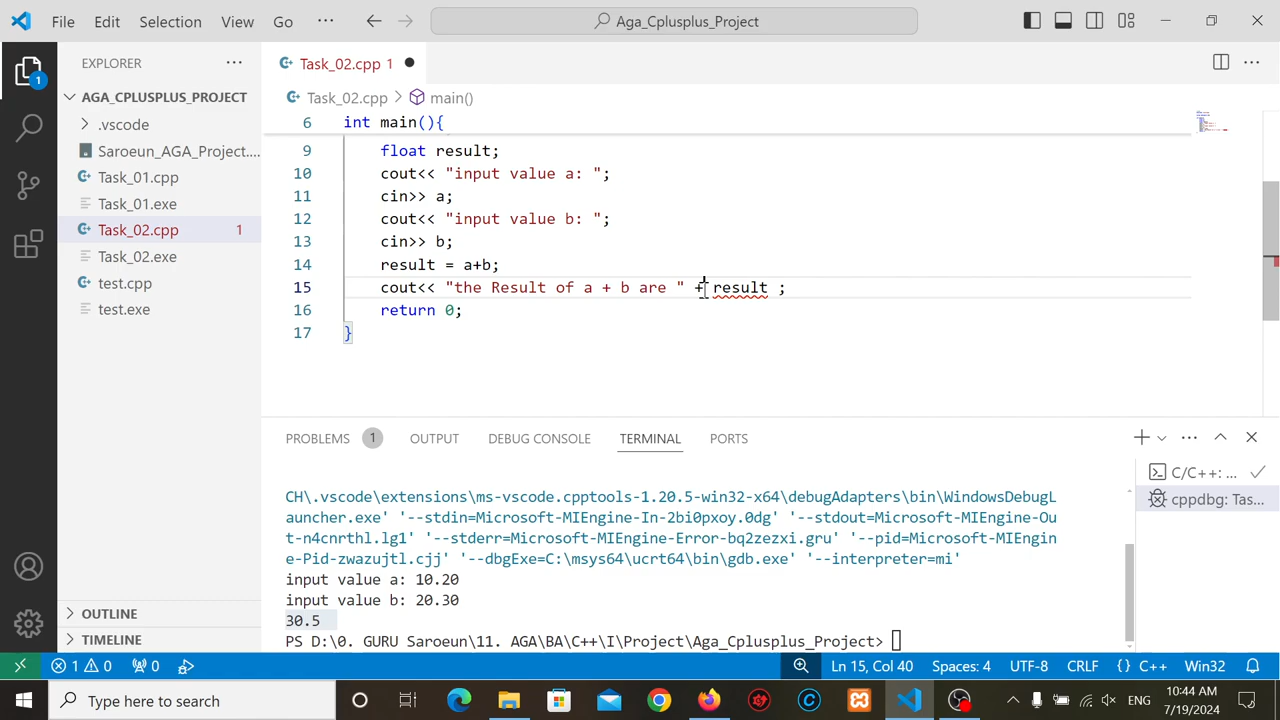 File Edit Selection View Go ··· Aga_Cplusplus_Project
EXPLORER ···
AGA_CPLUSPLUS_PROJECT
.vscode
Saroeun_AGA_Project....
Task_01.cpp
Task_01.exe
Task_02.cpp 1
Task_02.exe
test.cpp
test.exe
OUTLINE
TIMELINE
1
Task_02.cpp 1
Task_02.cpp > main()
6 int main(){
9 float result;
10 cout<< "input value a: ";
11 cin>> a;
12 cout<< "input value b: ";
13 cin>> b;
14 result = a+b;
15 cout<< "the Result of a + b are " + result ;
16 return 0;
17 }
PROBLEMS 1 OUTPUT DEBUG CONSOLE TERMINAL PORTS
CH\.vscode\extensions\ms-vscode.cpptools-1.20.5-win32-x64\debugAdapters\bin\WindowsDebugL
auncher.exe' '--stdin=Microsoft-MIEngine-In-2bi0pxoy.0dg' '--stdout=Microsoft-MIEngine-Ou
t-n4cnrthl.lg1' '--stderr=Microsoft-MIEngine-Error-bq2zezxi.gru' '--pid=Microsoft-MIEngin
e-Pid-zwazujtl.cjj' '--dbgExe=C:\msys64\ucrt64\bin\gdb.exe' '--interpreter=mi'
input value a: 10.20
input value b: 20.30
30.5
PS D:\0. GURU Saroeun\11. AGA\BA\C++\I\Project\Aga_Cplusplus_Project>
C/C++: ...
cppdbg: Tas...
1 0 0 Ln 15, Col 40 Spaces: 4 UTF-8 CRLF {} C++ Win32
Type here to search
ENG
10:44 AM
7/19/2024